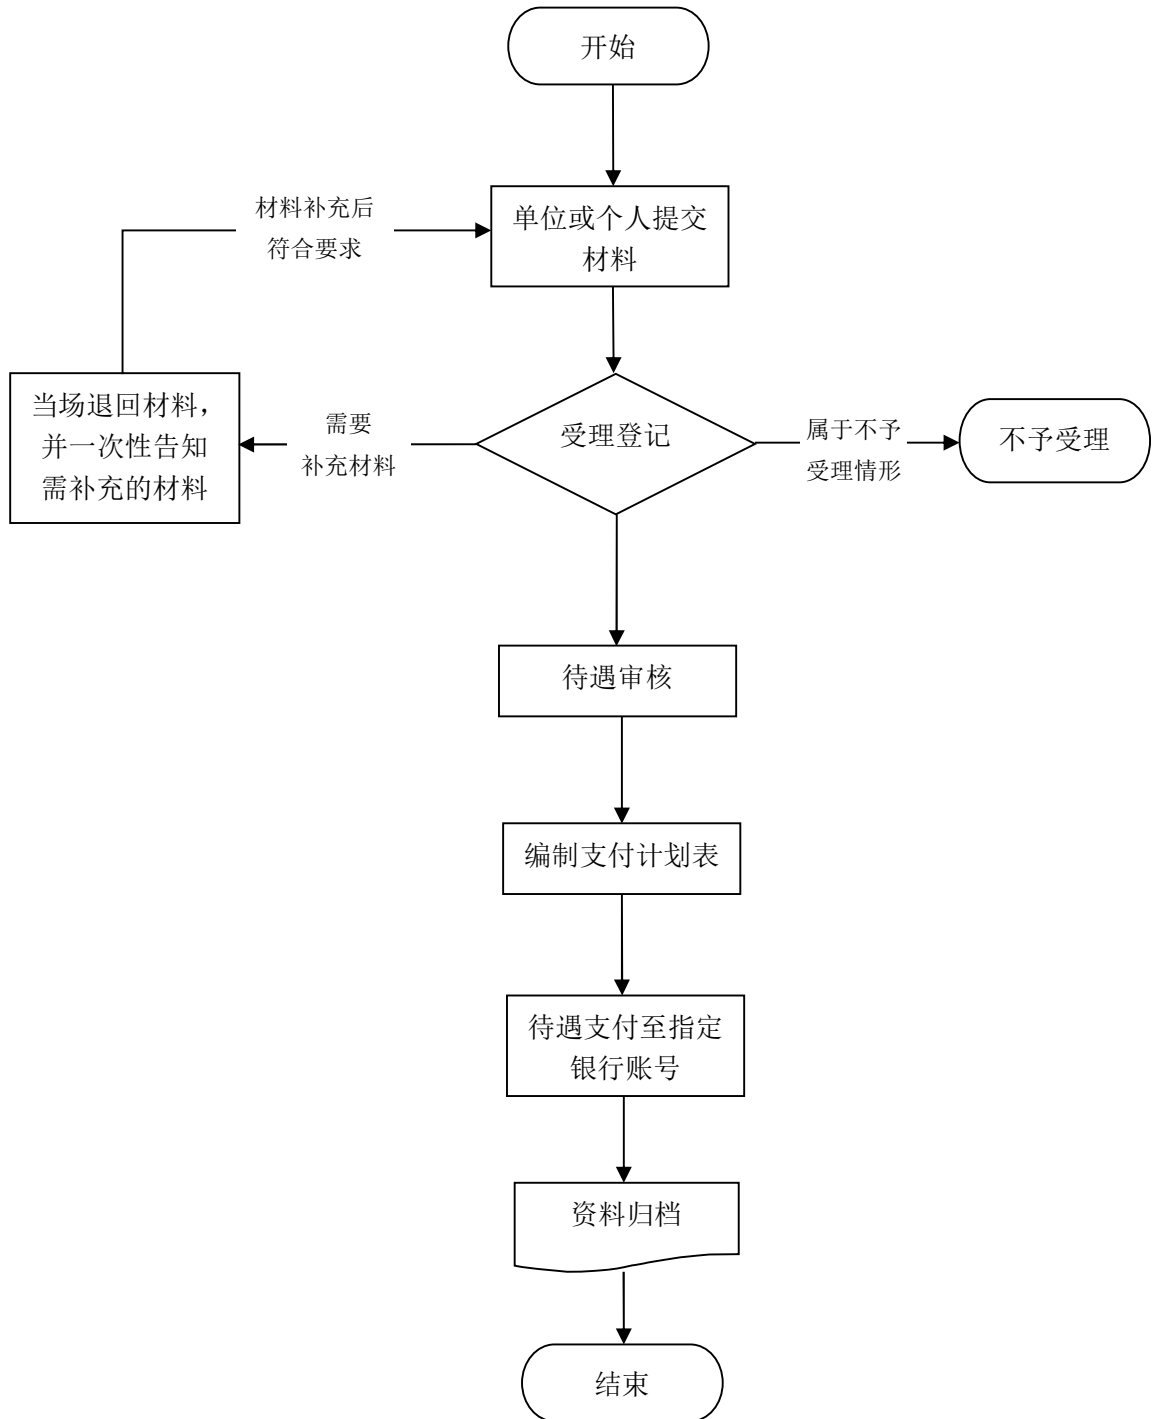 开始
材料补充后
符合要求
单位或个人提交
材料
当场退回材料，
并一次性告知
需补充的材料
需要
补充材料
受理登记
属于不予
受理情形
不予受理
待遇审核
编制支付计划表
待遇支付至指定
银行账号
资料归档
结束